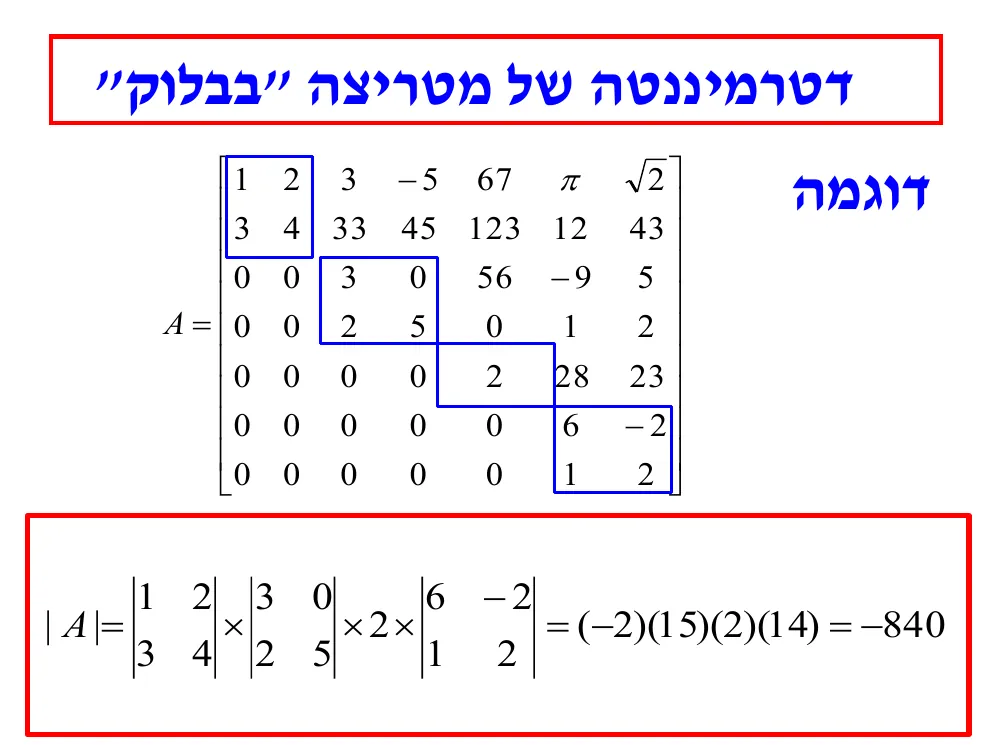 דטרמיננטה של מטריצה "בבלוק"
דוגמה
A = [ 1 2 3 −5 67 π √2
3 4 33 45 123 12 43
0 0 3 0 56 −9 5
0 0 2 5 0 1 2
0 0 0 0 2 28 23
0 0 0 0 0 6 −2
0 0 0 0 0 1 2 ]
| A |= |1 2; 3 4| × |3 0; 2 5| × 2 × |6 −2; 1 2| = (−2)(15)(2)(14) = −840